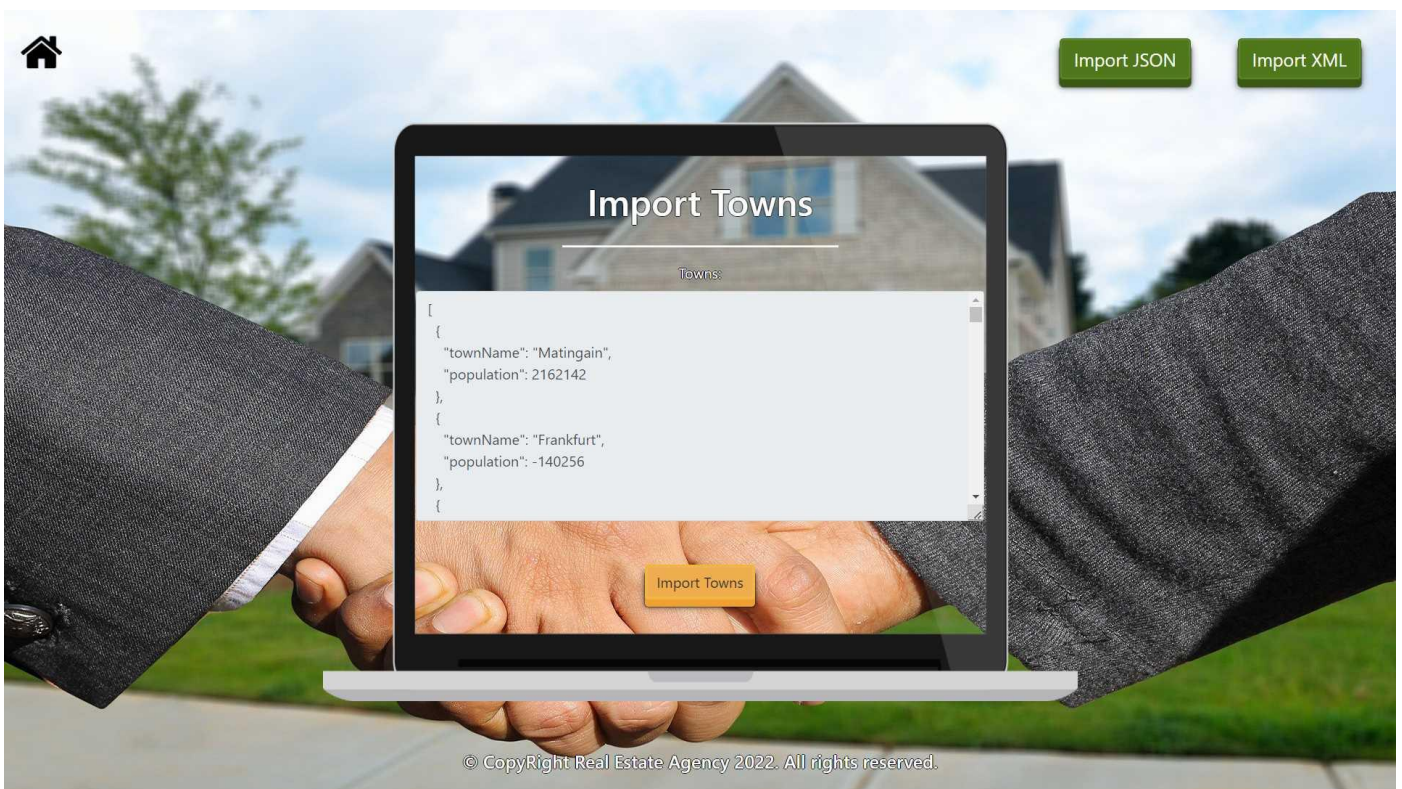 Import JSON
Import XML
Import Towns
Towns:
[
{
"townName": "Matingain",
"population": 2162142
},
{
"townName": "Frankfurt",
"population": -140256
},
{
Import Towns
© CopyRight Real Estate Agency 2022. All rights reserved.